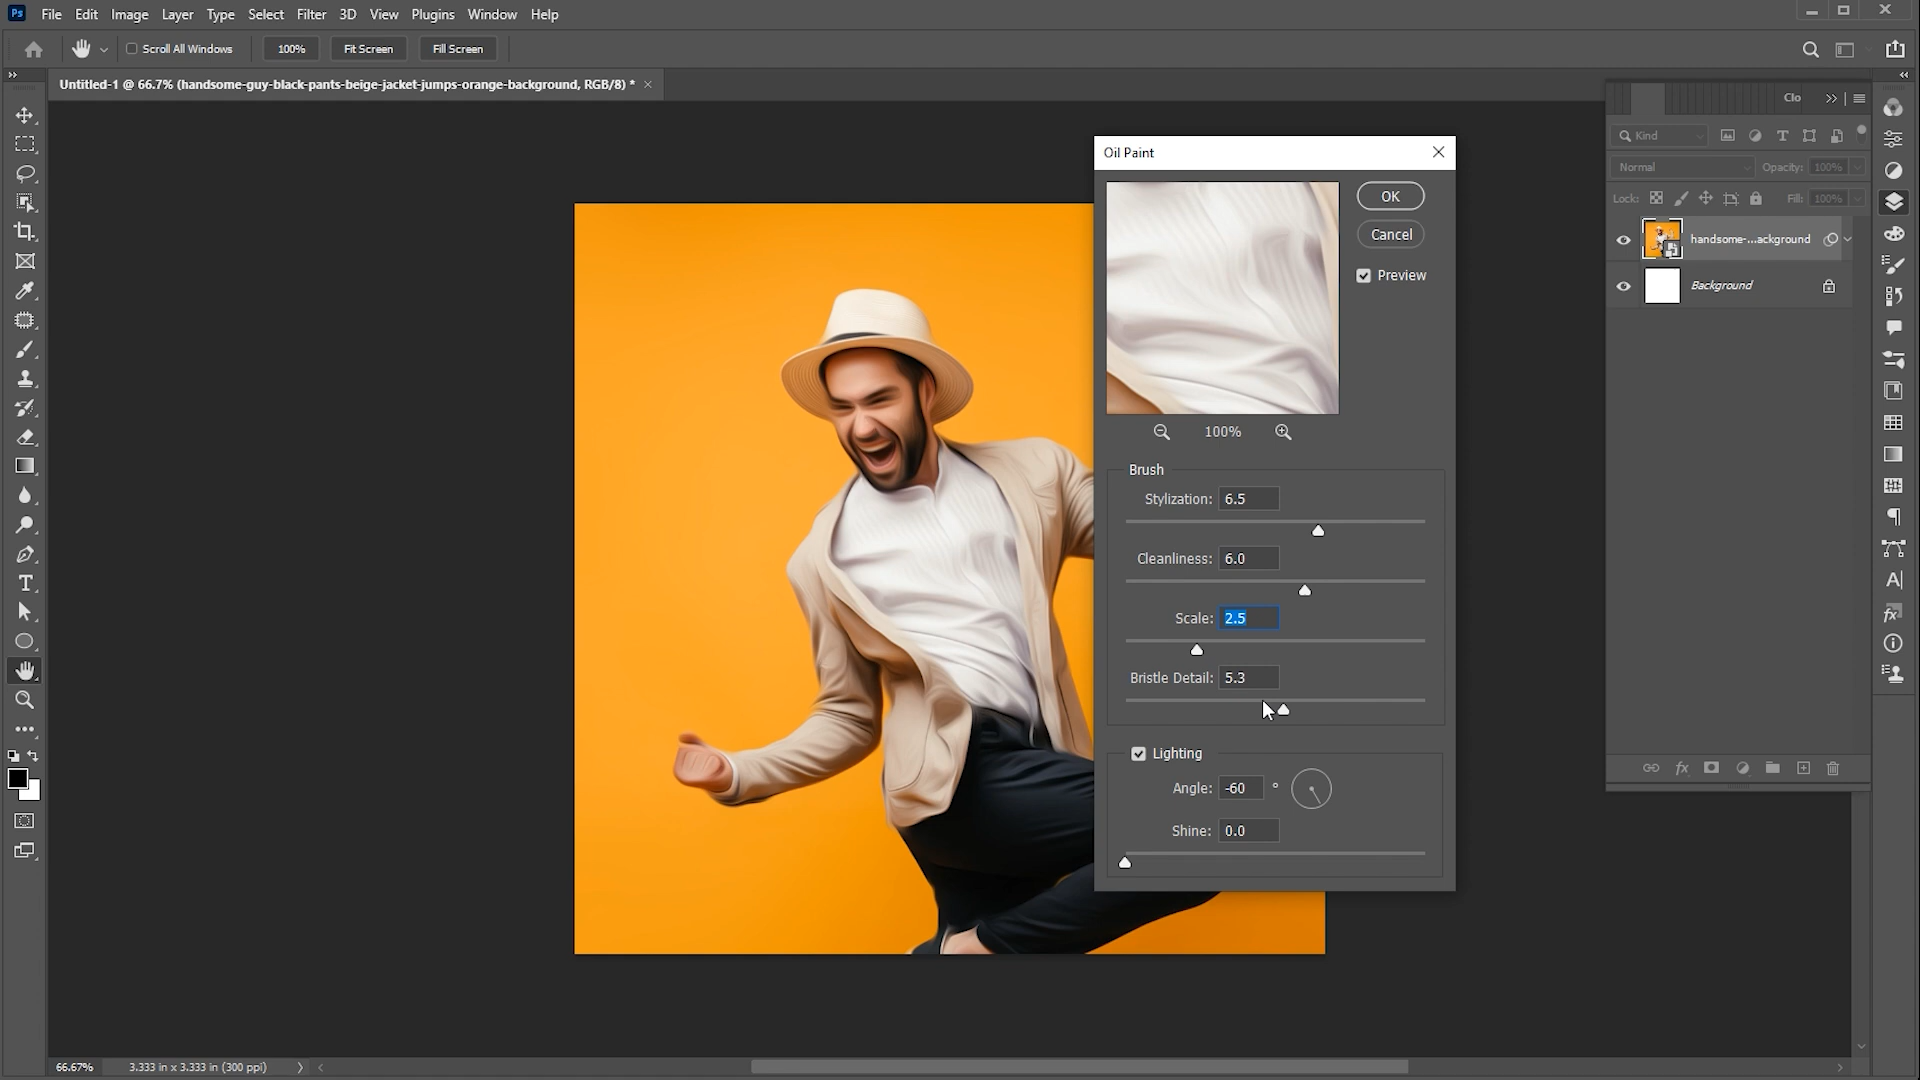 Ps File Edit Image Layer Type Select Filter 3D View Plugins Window Help
Scroll All Windows 100% Fit Screen Fill Screen
Untitled-1 @ 66.7% (handsome-guy-black-pants-beige-jacket-jumps-orange-background, RGB/8) *
Clo
Kind
Normal Opacity: 100%
Lock: Fill: 100%
handsome-...ackground
Background
Oil Paint
OK
Cancel
Preview
100%
Brush
Stylization: 6.5
Cleanliness: 6.0
Scale: 2.5
Bristle Detail: 5.3
Lighting
Angle: -60 °
Shine: 0.0
66.67% 3.333 in x 3.333 in (300 ppi)